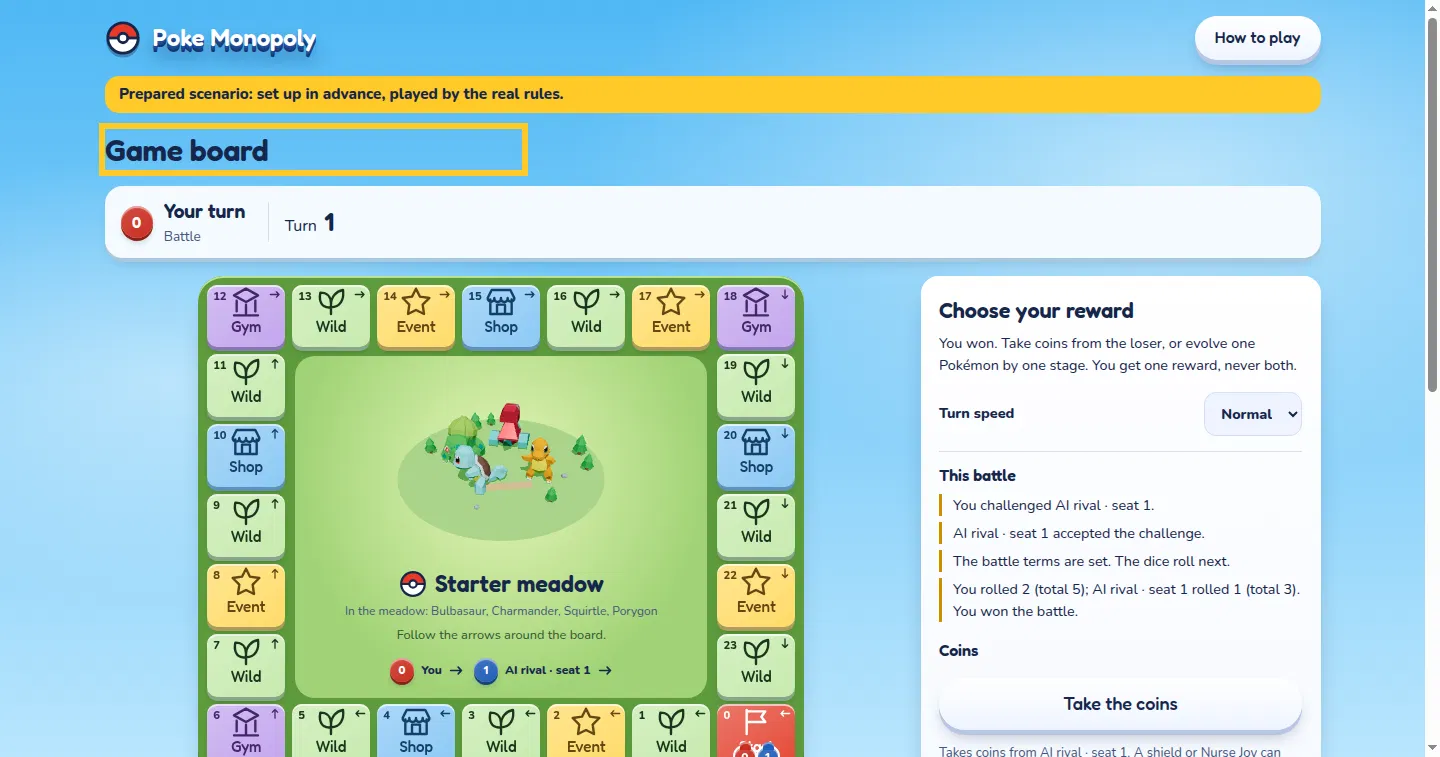 Poke Monopoly
How to play
Prepared scenario: set up in advance, played by the real rules.
Game board
0
Your turn
Battle
Turn 1
12 → Gym
13 → Wild
14 → Event
15 → Shop
16 → Wild
17 → Event
18 ↓ Gym
11 ↑ Wild
19 ↓ Wild
10 ↑ Shop
20 ↓ Shop
9 ↑ Wild
21 ↓ Wild
8 ↑ Event
22 ↓ Event
7 ↑ Wild
23 ↓ Wild
Starter meadow
In the meadow: Bulbasaur, Charmander, Squirtle, Porygon
Follow the arrows around the board.
0 You → 1 AI rival · seat 1 →
6 ↑ Gym
5 ← Wild
4 ← Shop
3 ← Wild
2 ← Event
1 ← Wild
0 ←
Choose your reward
You won. Take coins from the loser, or evolve one
Pokémon by one stage. You get one reward, never both.
Turn speed
Normal
This battle
You challenged AI rival · seat 1.
AI rival · seat 1 accepted the challenge.
The battle terms are set. The dice roll next.
You rolled 2 (total 5); AI rival · seat 1 rolled 1 (total 3).
You won the battle.
Coins
Take the coins
Takes coins from AI rival · seat 1. A shield or Nurse Joy can